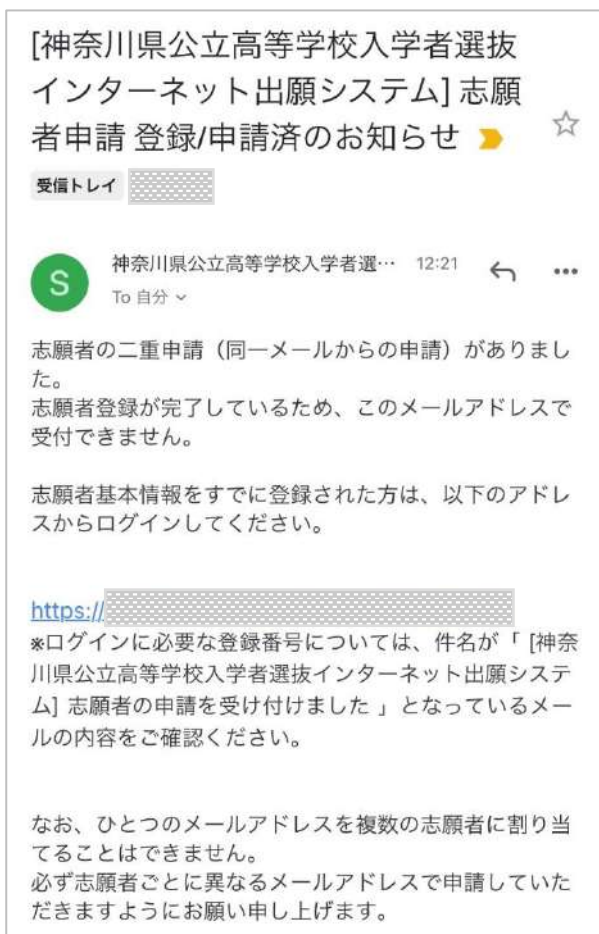 [神奈川県公立高等学校入学者選抜
インターネット出願システム] 志願
者申請 登録/申請済のお知らせ
受信トレイ
S
神奈川県公立高等学校入学者選… 12:21
To 自分
志願者の二重申請（同一メールからの申請）がありまし
た。
志願者登録が完了しているため、このメールアドレスで
受付できません。
志願者基本情報をすでに登録された方は、以下のアドレ
スからログインしてください。
https://
※ログインに必要な登録番号については、件名が「 [神奈
川県公立高等学校入学者選抜インターネット出願システ
ム] 志願者の申請を受け付けました 」となっているメー
ルの内容をご確認ください。
なお、ひとつのメールアドレスを複数の志願者に割り当
てることはできません。
必ず志願者ごとに異なるメールアドレスで申請していた
だきますようにお願い申し上げます。